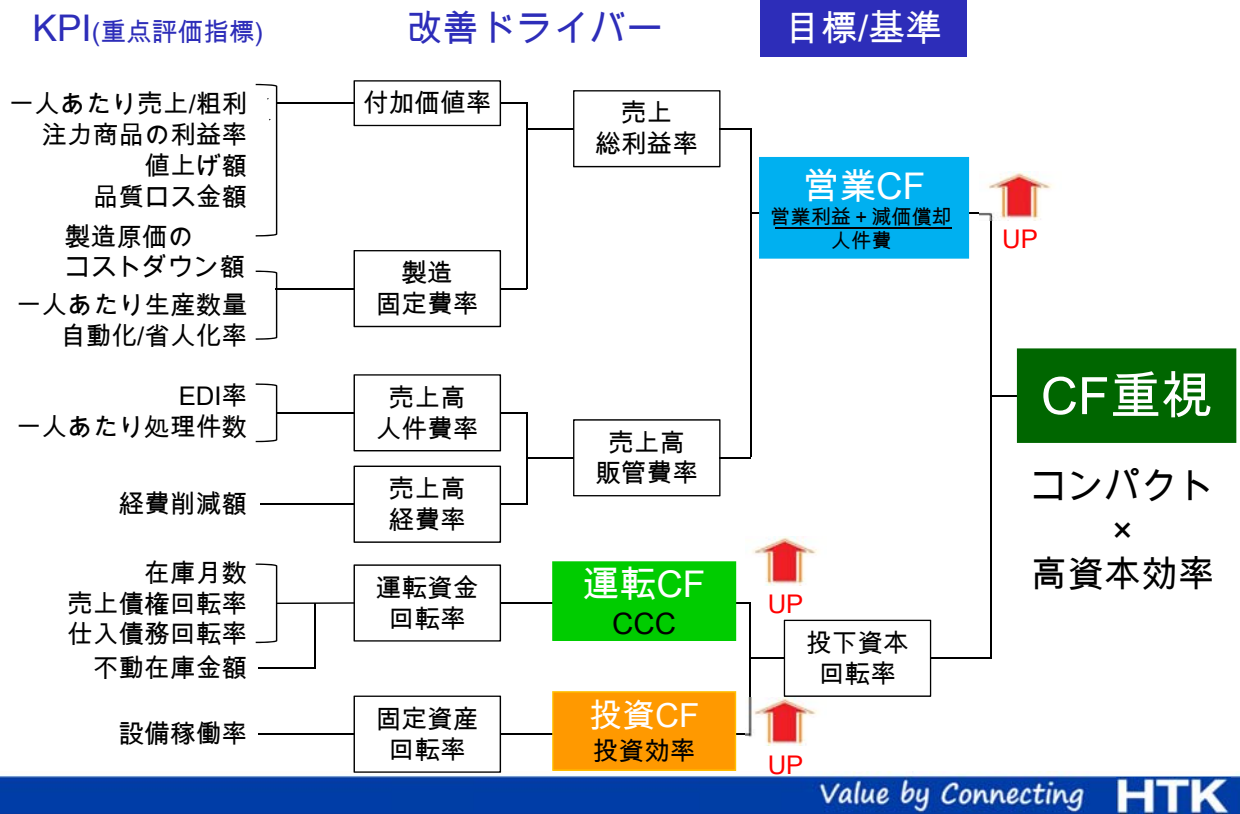 KPI(重点評価指標)
改善ドライバー
目標/基準
一人あたり売上/粗利
注力商品の利益率
値上げ額
品質ロス金額
製造原価の
コストダウン額
一人あたり生産数量
自動化/省人化率
EDI率
一人あたり処理件数
経費削減額
在庫月数
売上債権回転率
仕入債務回転率
不動在庫金額
設備稼働率
付加価値率
製造
固定費率
売上高
人件費率
売上高
経費率
運転資金
回転率
固定資産
回転率
売上
総利益率
売上高
販管費率
運転CF
CCC
投資CF
投資効率
営業CF
営業利益+減価償却
人件費
UP
UP
UP
投下資本
回転率
CF重視
コンパクト
×
高資本効率
Value by Connecting
HTK